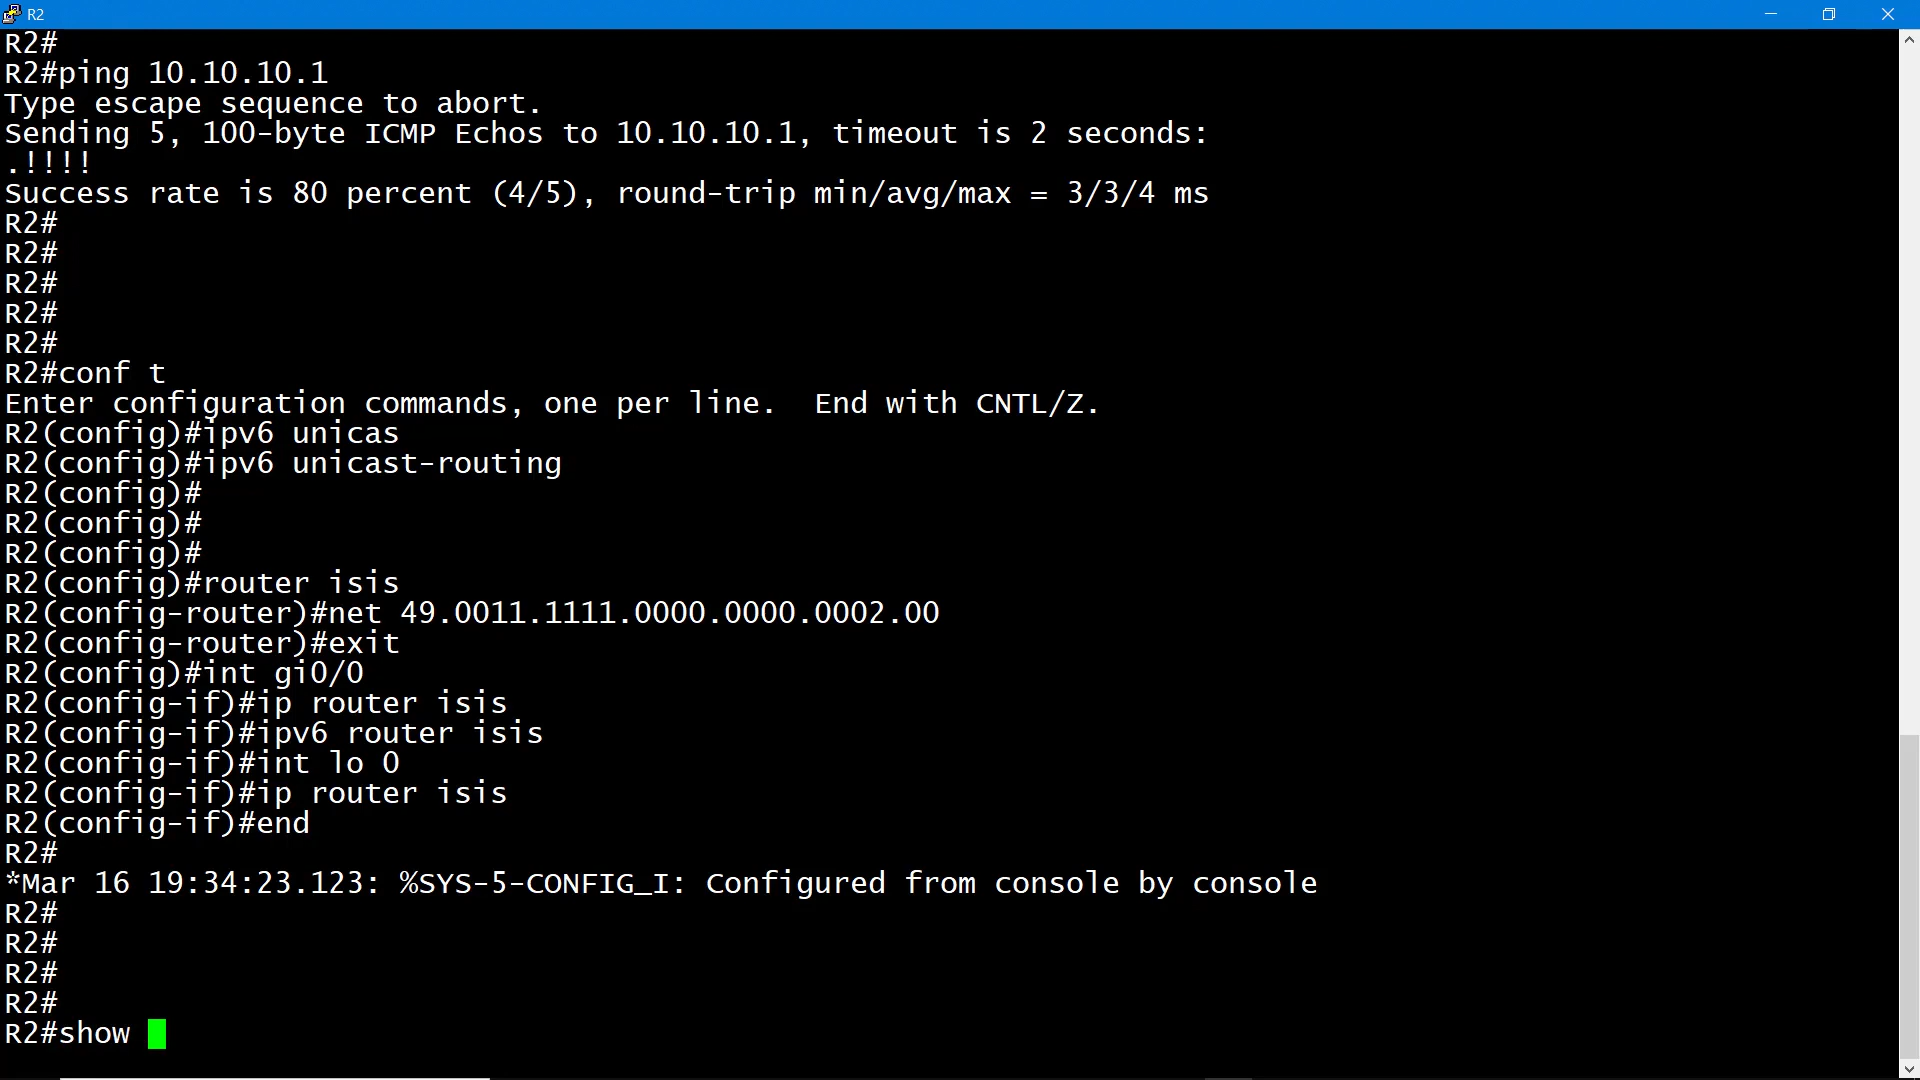 R2
R2#
R2#ping 10.10.10.1
Type escape sequence to abort.
Sending 5, 100-byte ICMP Echos to 10.10.10.1, timeout is 2 seconds:
.!!!!
Success rate is 80 percent (4/5), round-trip min/avg/max = 3/3/4 ms
R2#
R2#
R2#
R2#
R2#
R2#conf t
Enter configuration commands, one per line.  End with CNTL/Z.
R2(config)#ipv6 unicas
R2(config)#ipv6 unicast-routing
R2(config)#
R2(config)#
R2(config)#
R2(config)#router isis
R2(config-router)#net 49.0011.1111.0000.0000.0002.00
R2(config-router)#exit
R2(config)#int gi0/0
R2(config-if)#ip router isis
R2(config-if)#ipv6 router isis
R2(config-if)#int lo 0
R2(config-if)#ip router isis
R2(config-if)#end
R2#
*Mar 16 19:34:23.123: %SYS-5-CONFIG_I: Configured from console by console
R2#
R2#
R2#
R2#
R2#show